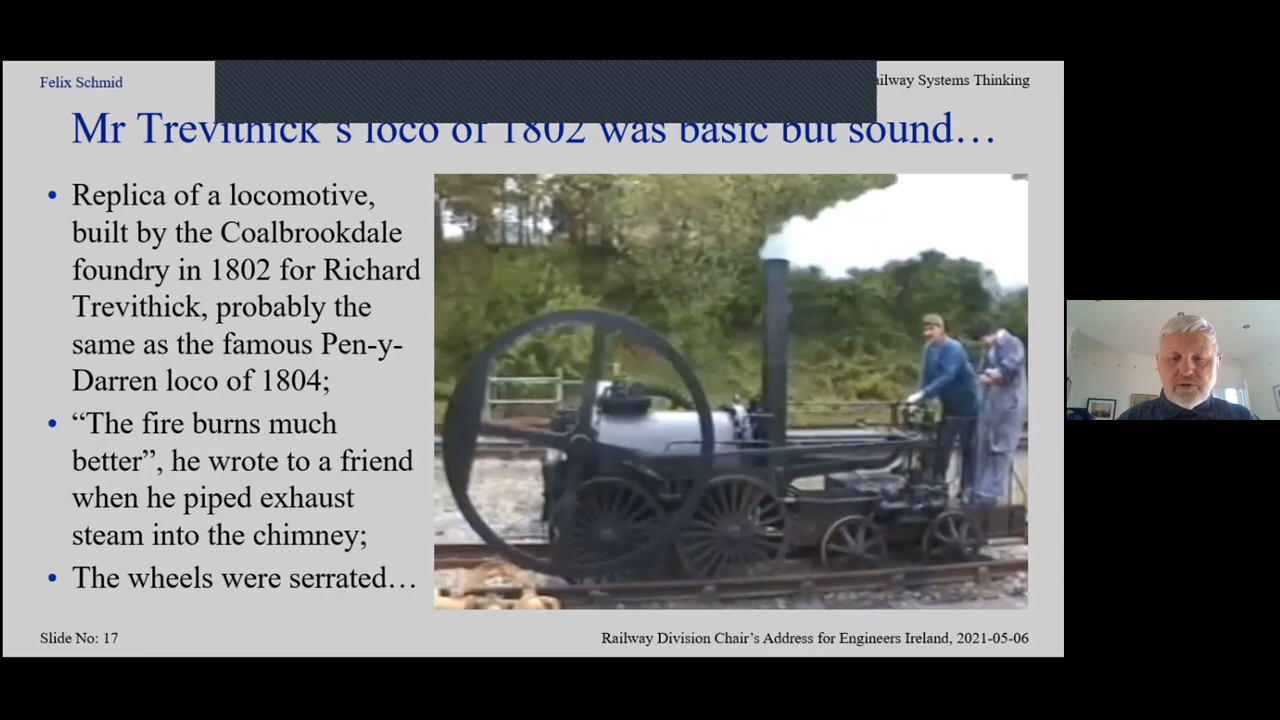 Felix Schmid
ailway Systems Thinking
Mr Trevithick's loco of 1802 was basic but sound…
• Replica of a locomotive,
built by the Coalbrookdale
foundry in 1802 for Richard
Trevithick, probably the
same as the famous Pen-y-
Darren loco of 1804;
• “The fire burns much
better”, he wrote to a friend
when he piped exhaust
steam into the chimney;
• The wheels were serrated…
Slide No: 17
Railway Division Chair’s Address for Engineers Ireland, 2021-05-06